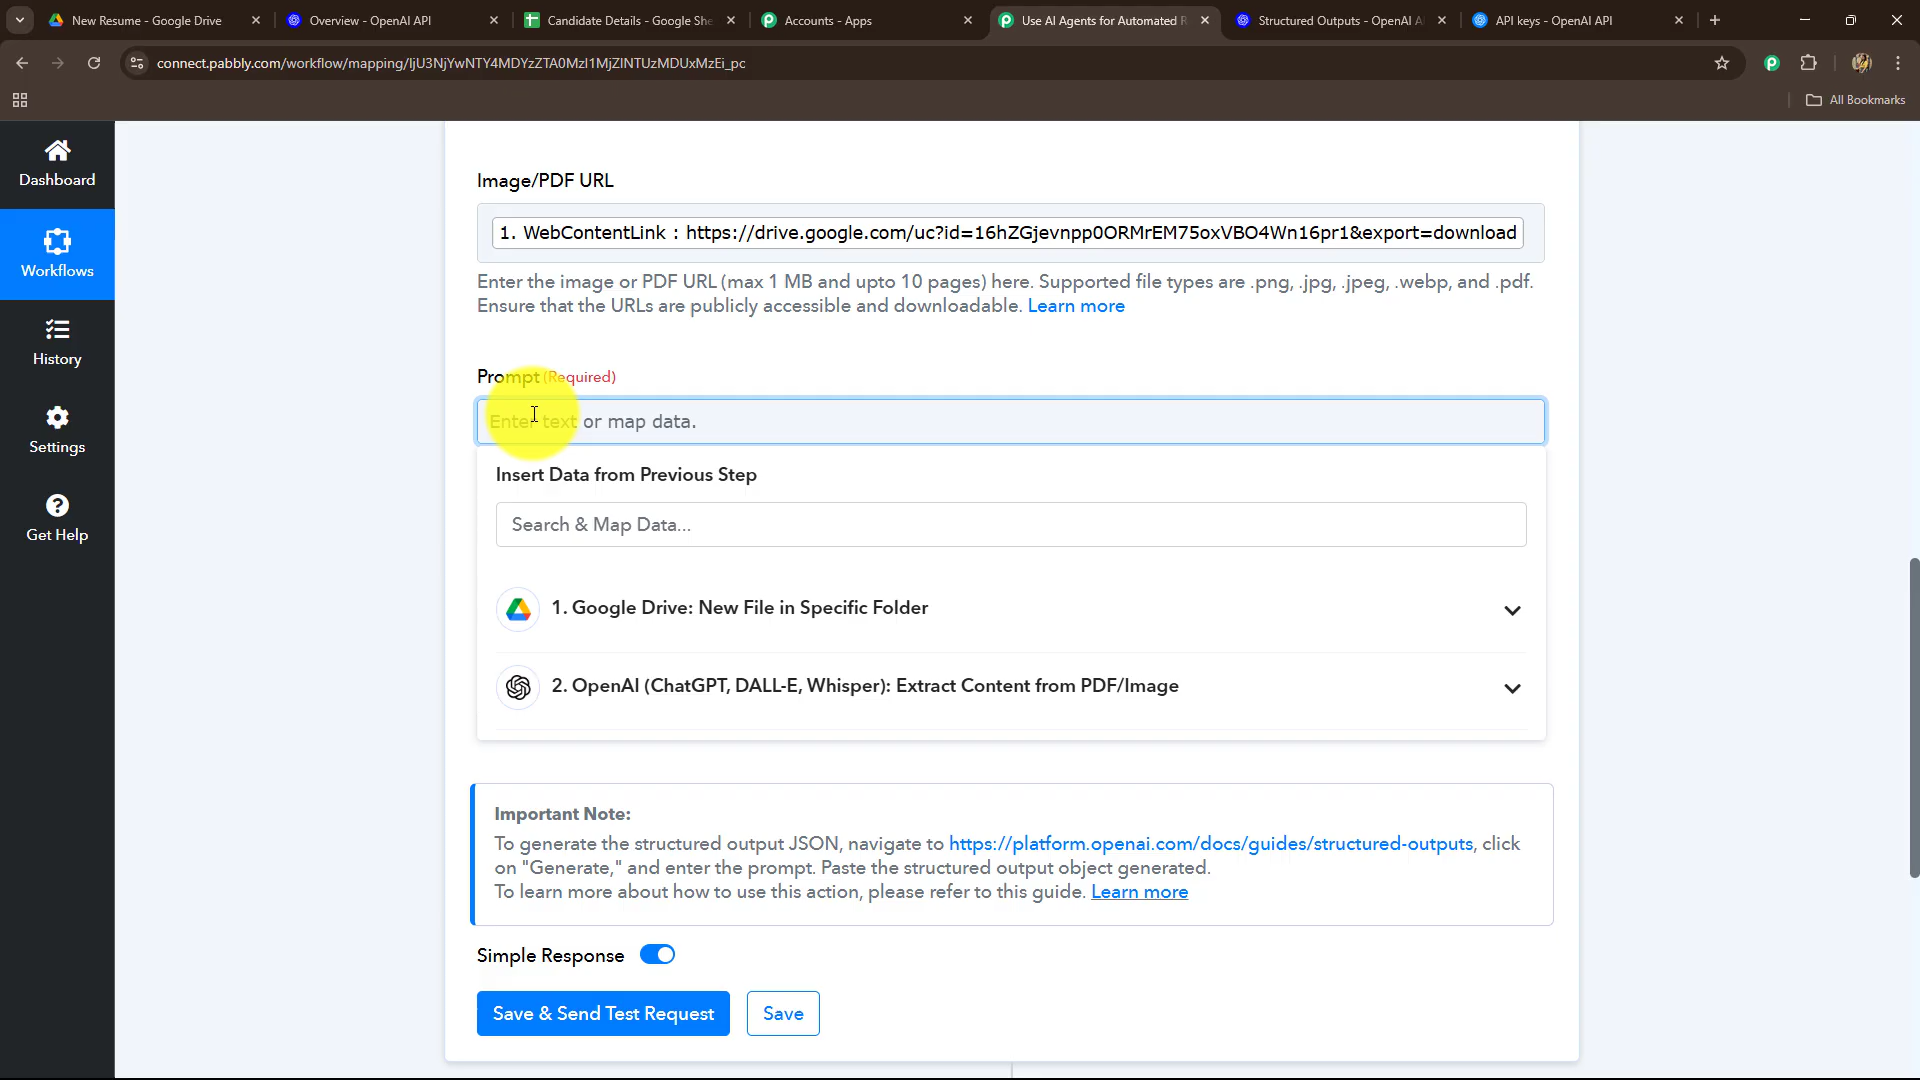 New Resume - Google Drive
Overview - OpenAI API
Candidate Details - Google She
Accounts - Apps
Use AI Agents for Automated R
Structured Outputs - OpenAI A
API keys - OpenAI API
connect.pabbly.com/workflow/mapping/IjU3NjYwNTY4MDYzZTA0MzI1MjZlNTUzMDUxMzEi_pc
All Bookmarks
Dashboard
Workflows
History
Settings
Get Help
Image/PDF URL
1. WebContentLink : https://drive.google.com/uc?id=16hZGjevnpp0ORMrEM75oxVBO4Wn16pr1&export=download
Enter the image or PDF URL (max 1 MB and upto 10 pages) here. Supported file types are .png, .jpg, .jpeg, .webp, and .pdf.
Ensure that the URLs are publicly accessible and downloadable. Learn more
Prompt (Required)
Enter text or map data.
Insert Data from Previous Step
Search & Map Data...
1. Google Drive: New File in Specific Folder
2. OpenAI (ChatGPT, DALL-E, Whisper): Extract Content from PDF/Image
Important Note:
To generate the structured output JSON, navigate to https://platform.openai.com/docs/guides/structured-outputs, click
on "Generate," and enter the prompt. Paste the structured output object generated.
To learn more about how to use this action, please refer to this guide. Learn more
Simple Response
Save & Send Test Request
Save